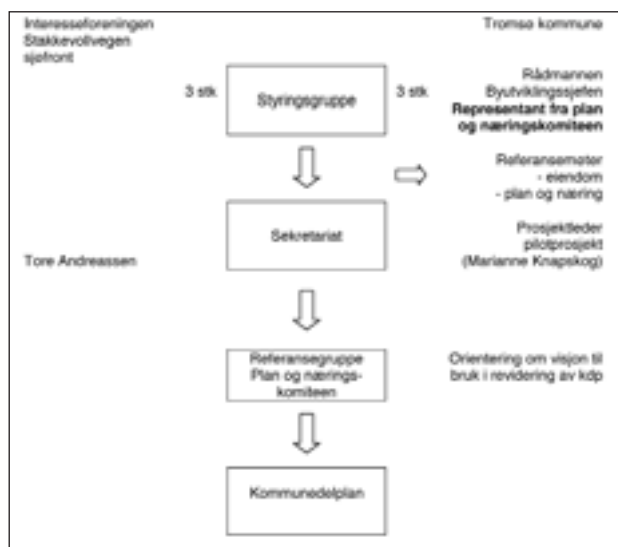 Interesseforeningen
Stakkevollvegen
sjøfront
Tromsø kommune
3 stk
Styringsgruppe
3 stk
Rådmannen
Byutviklingssjefen
Representant fra plan
og næringskomiteen
Referansemøter
- eiendom
- plan og næring
Sekretariat
Prosjektleder
pilotprosjekt
(Marianne Knapskog)
Tore Andreassen
Referansegruppe
Plan og nærings-
komiteen
Orientering om visjon til
bruk i revidering av kdp
Kommunedelplan